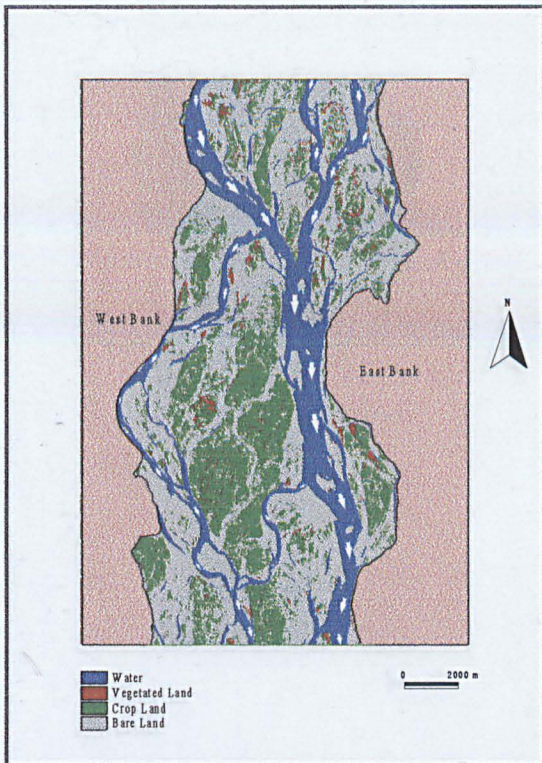 N
West Bank
East Bank
Water
Vegetated Land
Crop Land
Bare Land
0 2000 m